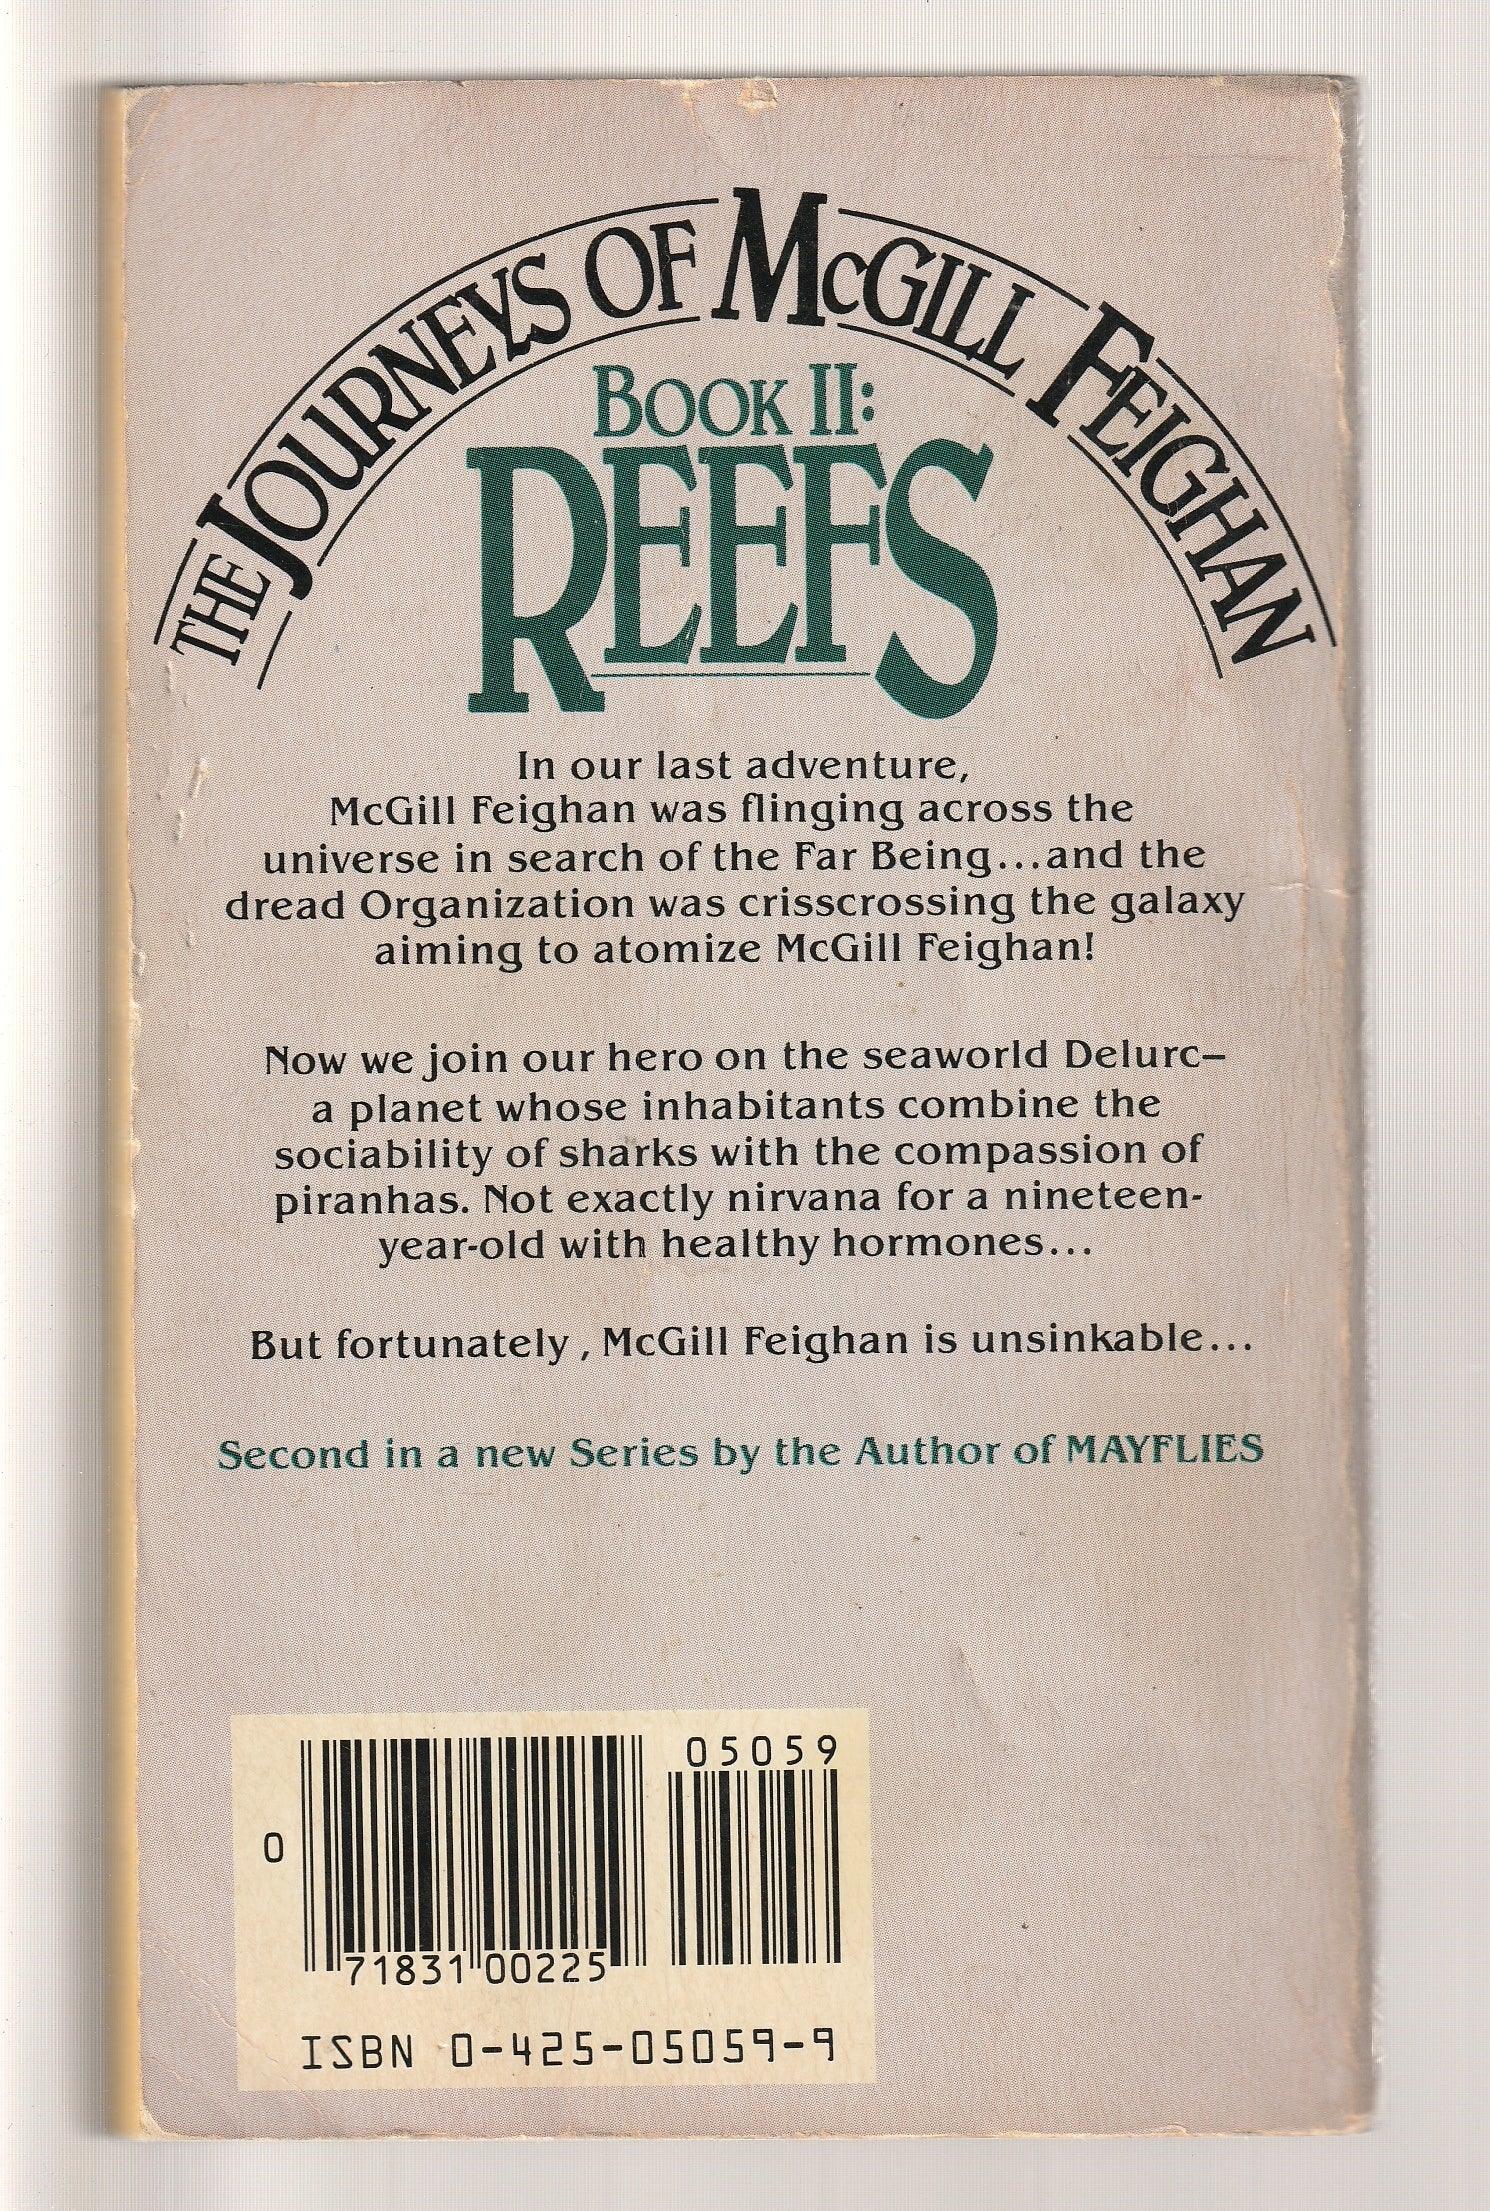 THE JOURNEYS OF McGILL FEIGHAN
BOOK II:
REEFS
In our last adventure,
McGill Feighan was flinging across the
universe in search of the Far Being...and the
dread Organization was crisscrossing the galaxy
aiming to atomize McGill Feighan!
Now we join our hero on the seaworld Delurc–
a planet whose inhabitants combine the
sociability of sharks with the compassion of
piranhas. Not exactly nirvana for a nineteen-
year-old with healthy hormones...
But fortunately, McGill Feighan is unsinkable...
Second in a new Series by the Author of MAYFLIES
05059
0
71831 00225
ISBN 0-425-05059-9